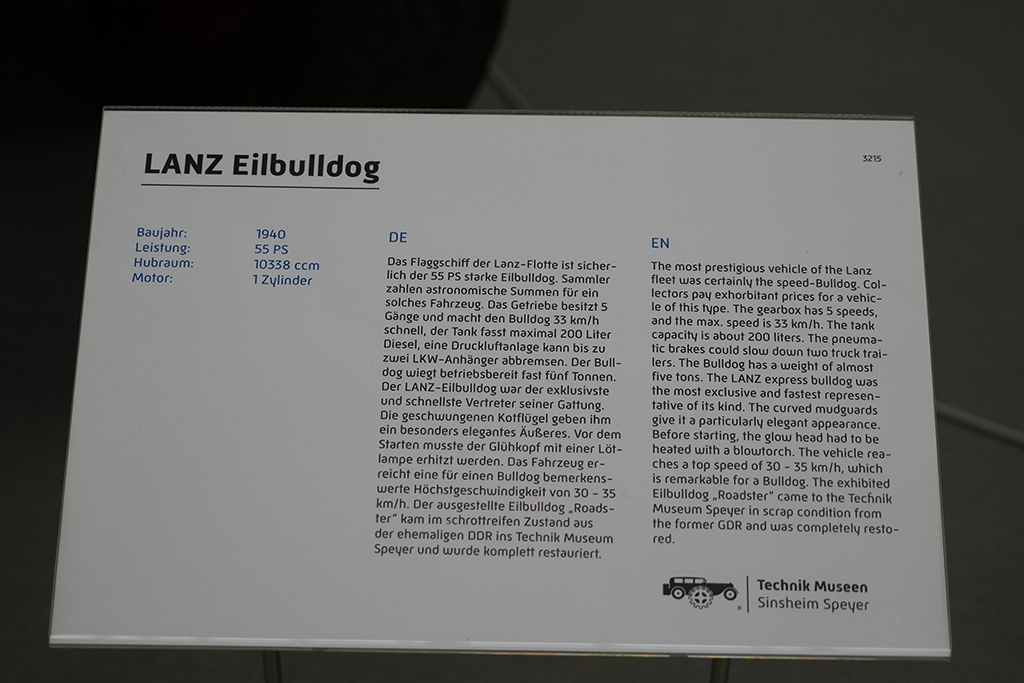 LANZ Eilbulldog
3215
Baujahr: 1940
Leistung: 55 PS
Hubraum: 10338 ccm
Motor: 1 Zylinder
DE
Das Flaggschiff der Lanz-Flotte ist sicher-
lich der 55 PS starke Eilbulldog. Sammler
zahlen astronomische Summen für ein
solches Fahrzeug. Das Getriebe besitzt 5
Gänge und macht den Bulldog 33 km/h
schnell, der Tank fasst maximal 200 Liter
Diesel, eine Druckluftanlage kann bis zu
zwei LKW-Anhänger abbremsen. Der Bull-
dog wiegt betriebsbereit fast fünf Tonnen.
Der LANZ-Eilbulldog war der exklusivste
und schnellste Vertreter seiner Gattung.
Die geschwungenen Kotflügel geben ihm
ein besonders elegantes Äußeres. Vor dem
Starten musste der Glühkopf mit einer Löt-
lampe erhitzt werden. Das Fahrzeug er-
reicht eine für einen Bulldog bemerkens-
werte Höchstgeschwindigkeit von 30 – 35
km/h. Der ausgestellte Eilbulldog „Roads-
ter“ kam im schrottreifen Zustand aus
der ehemaligen DDR ins Technik Museum
Speyer und wurde komplett restauriert.
EN
The most prestigious vehicle of the Lanz
fleet was certainly the speed-Bulldog. Col-
lectors pay exhorbitant prices for a vehic-
le of this type. The gearbox has 5 speeds,
and the max. speed is 33 km/h. The tank
capacity is about 200 liters. The pneuma-
tic brakes could slow down two truck trai-
lers. The Bulldog has a weight of almost
five tons. The LANZ express bulldog was
the most exclusive and fastest represen-
tative of its kind. The curved mudguards
give it a particularly elegant appearance.
Before starting, the glow head had to be
heated with a blowtorch. The vehicle rea-
ches a top speed of 30 – 35 km/h, which
is remarkable for a Bulldog. The exhibited
Eilbulldog „Roadster“ came to the Technik
Museum Speyer in scrap condition from
the former GDR and was completely resto-
red.
Technik Museen
Sinsheim Speyer